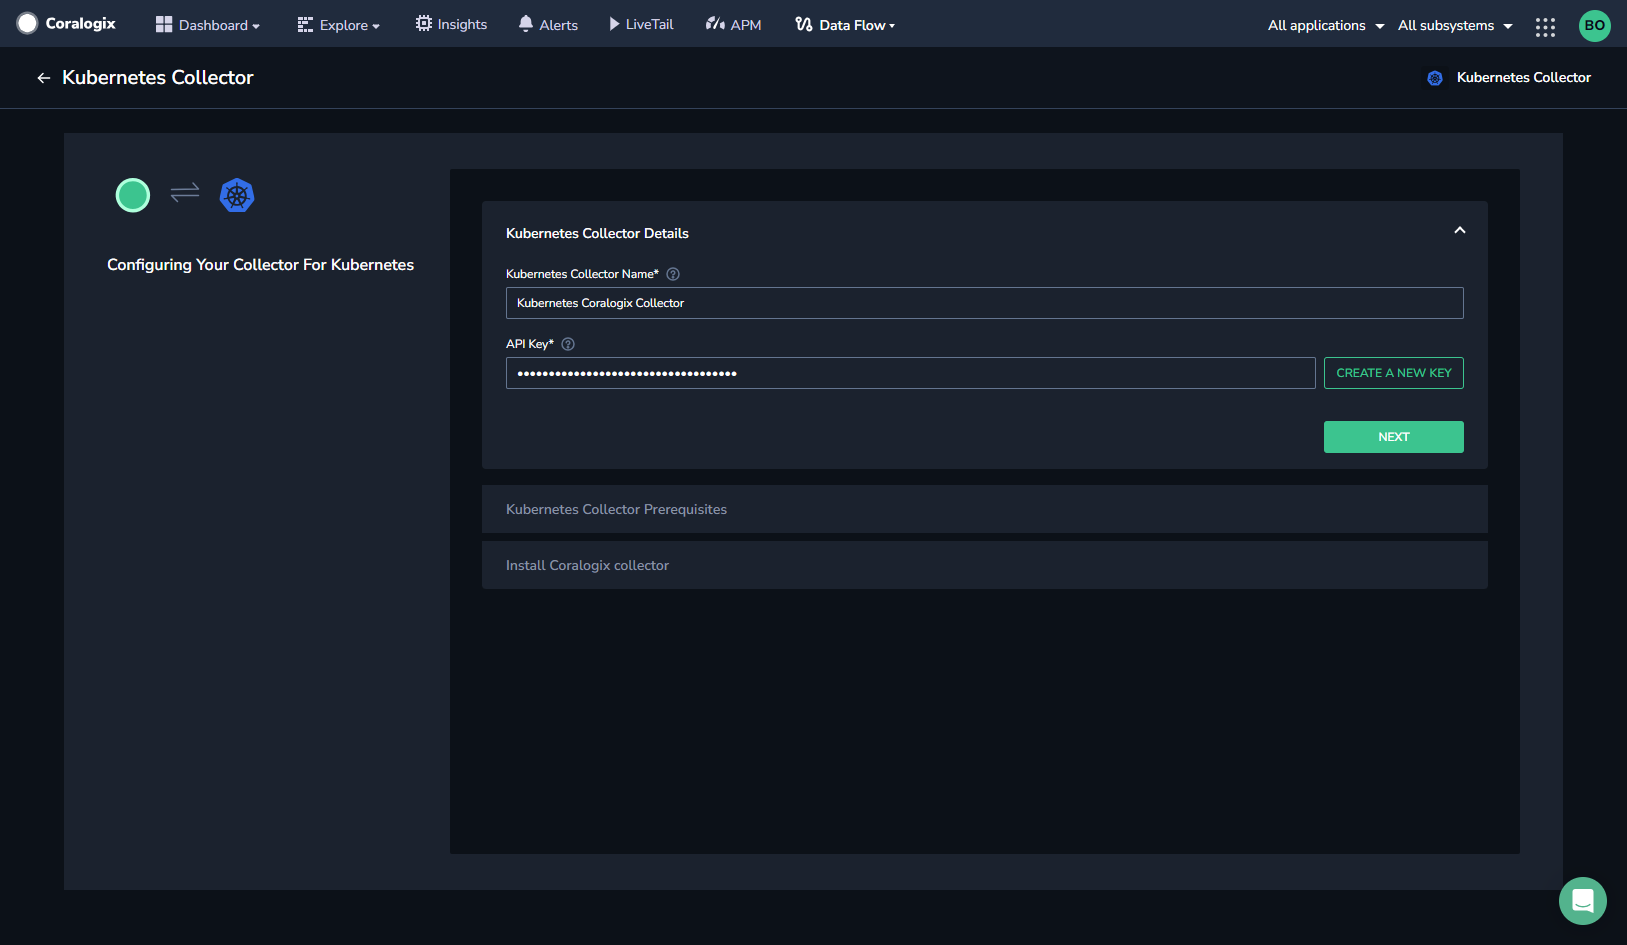 Coralogix
Dashboard
Explore
Insights
Alerts
LiveTail
APM
Data Flow
All applications
All subsystems
BO
Kubernetes Collector
Kubernetes Collector
Configuring Your Collector For Kubernetes
Kubernetes Collector Details
Kubernetes Collector Name*
Kubernetes Coralogix Collector
API Key*
•••••••••••••••••••••••••••••••••••
CREATE A NEW KEY
NEXT
Kubernetes Collector Prerequisites
Install Coralogix collector